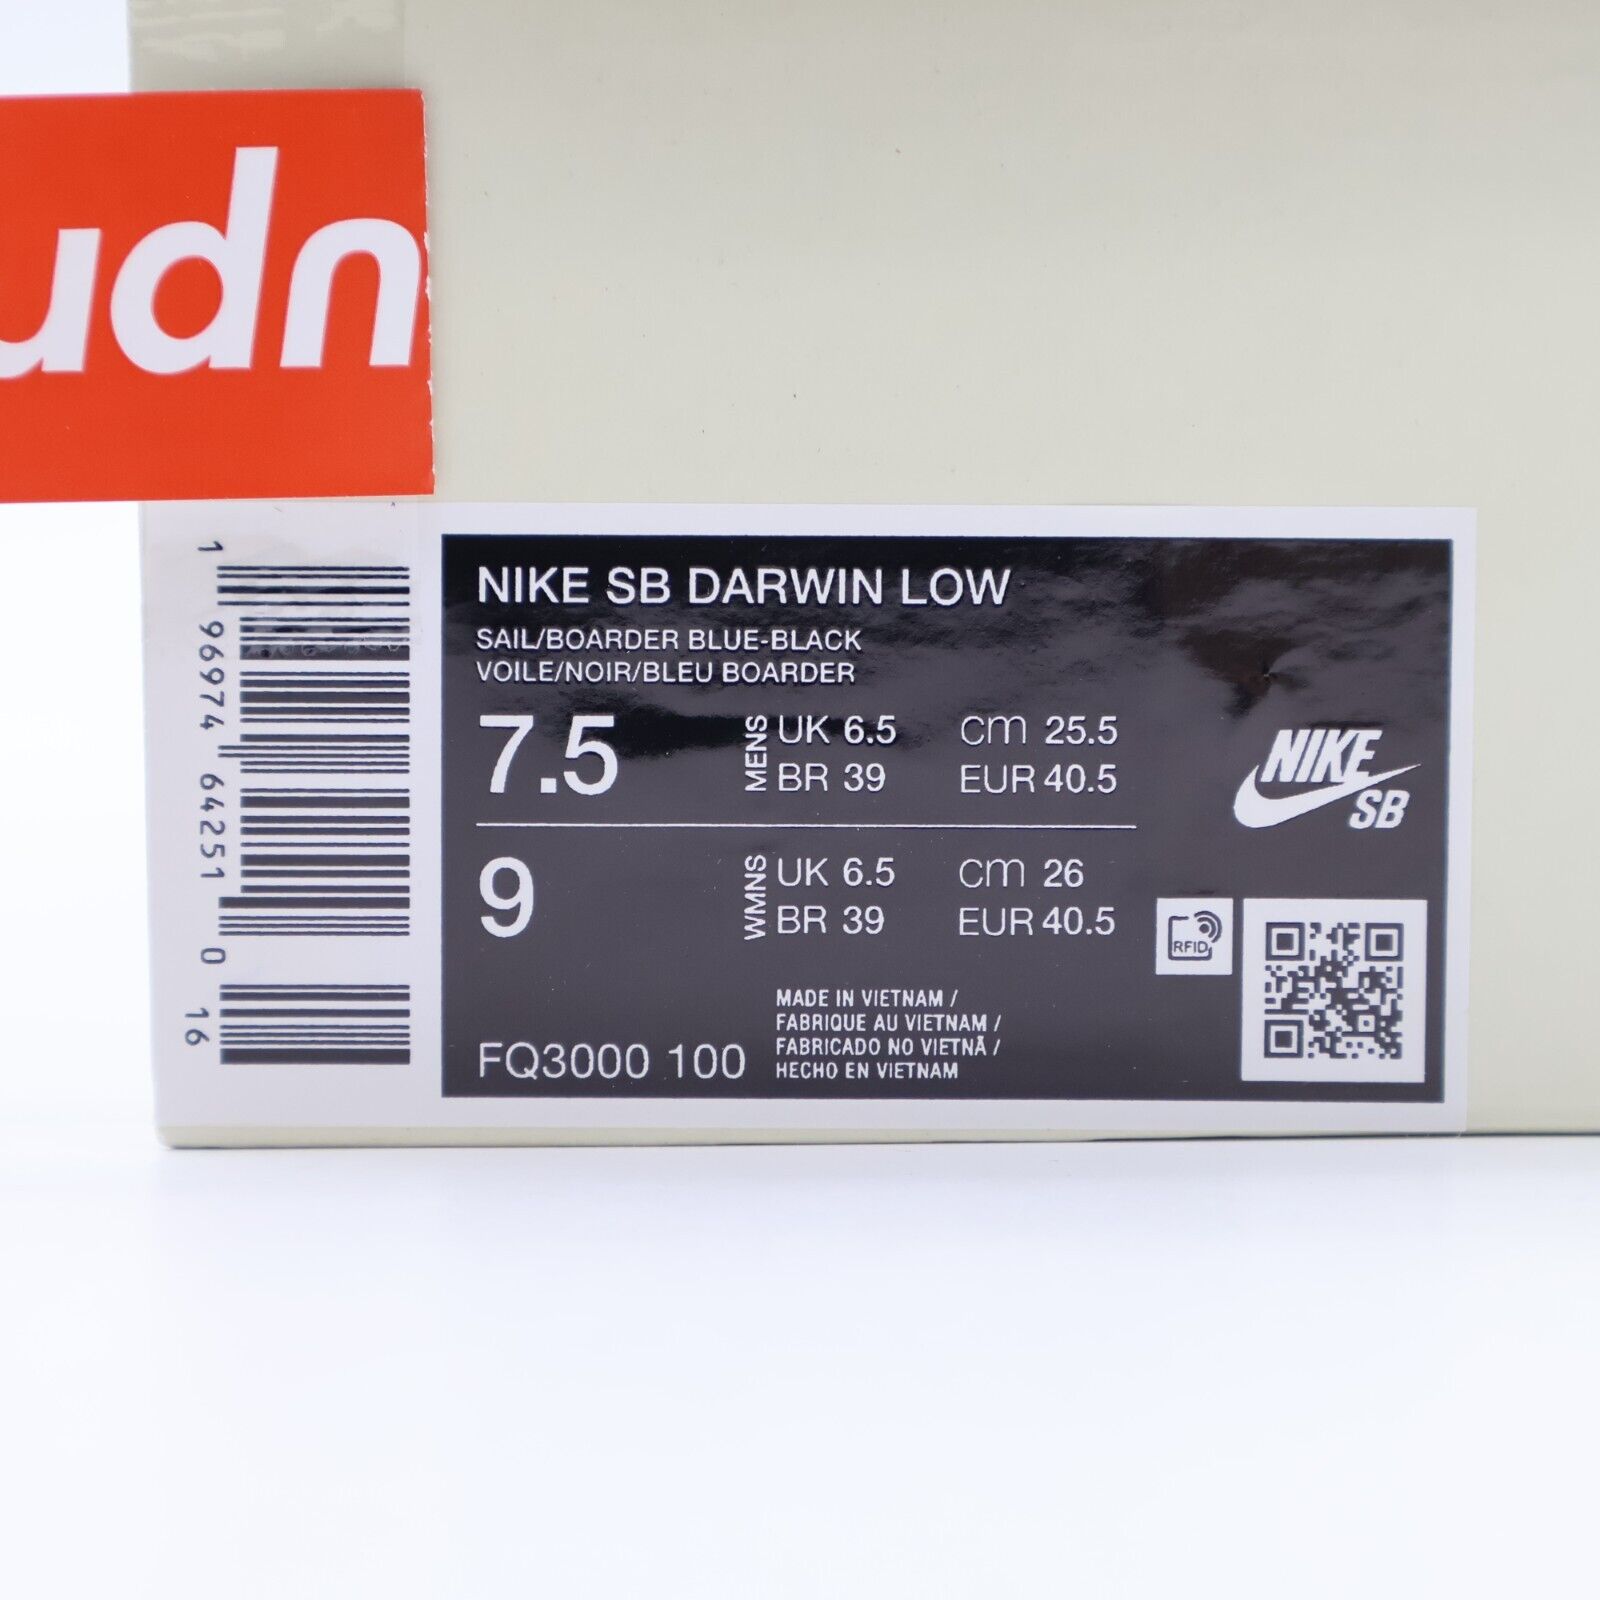 udn
NIKE SB DARWIN LOW
SAIL/BOARDER BLUE-BLACK
VOILE/NOIR/BLEU BOARDER
7.5 MENS UK 6.5 cm 25.5
BR 39 EUR 40.5
9 WMNS UK 6.5 cm 26
BR 39 EUR 40.5
NIKE
SB
RFID
MADE IN VIETNAM /
FABRIQUE AU VIETNAM /
FABRICADO NO VIETNÃ /
HECHO EN VIETNAM
FQ3000 100
1 96974 64251 0 16